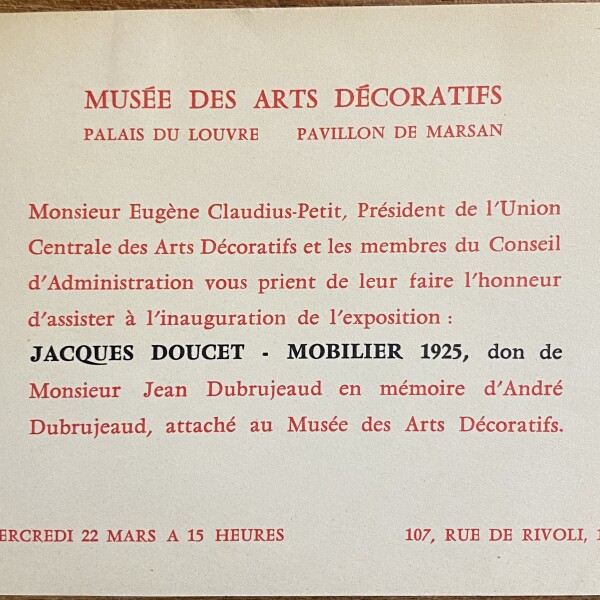 MUSÉE DES ARTS DÉCORATIFS
PALAIS DU LOUVRE PAVILLON DE MARSAN
Monsieur Eugène Claudius-Petit, Président de l'Union
Centrale des Arts Décoratifs et les membres du Conseil
d'Administration vous prient de leur faire l'honneur
d'assister à l'inauguration de l'exposition :
JACQUES DOUCET - MOBILIER 1925, don de
Monsieur Jean Dubrujeaud en mémoire d'André
Dubrujeaud, attaché au Musée des Arts Décoratifs.
ERCREDI 22 MARS A 15 HEURES 107, RUE DE RIVOLI, 1